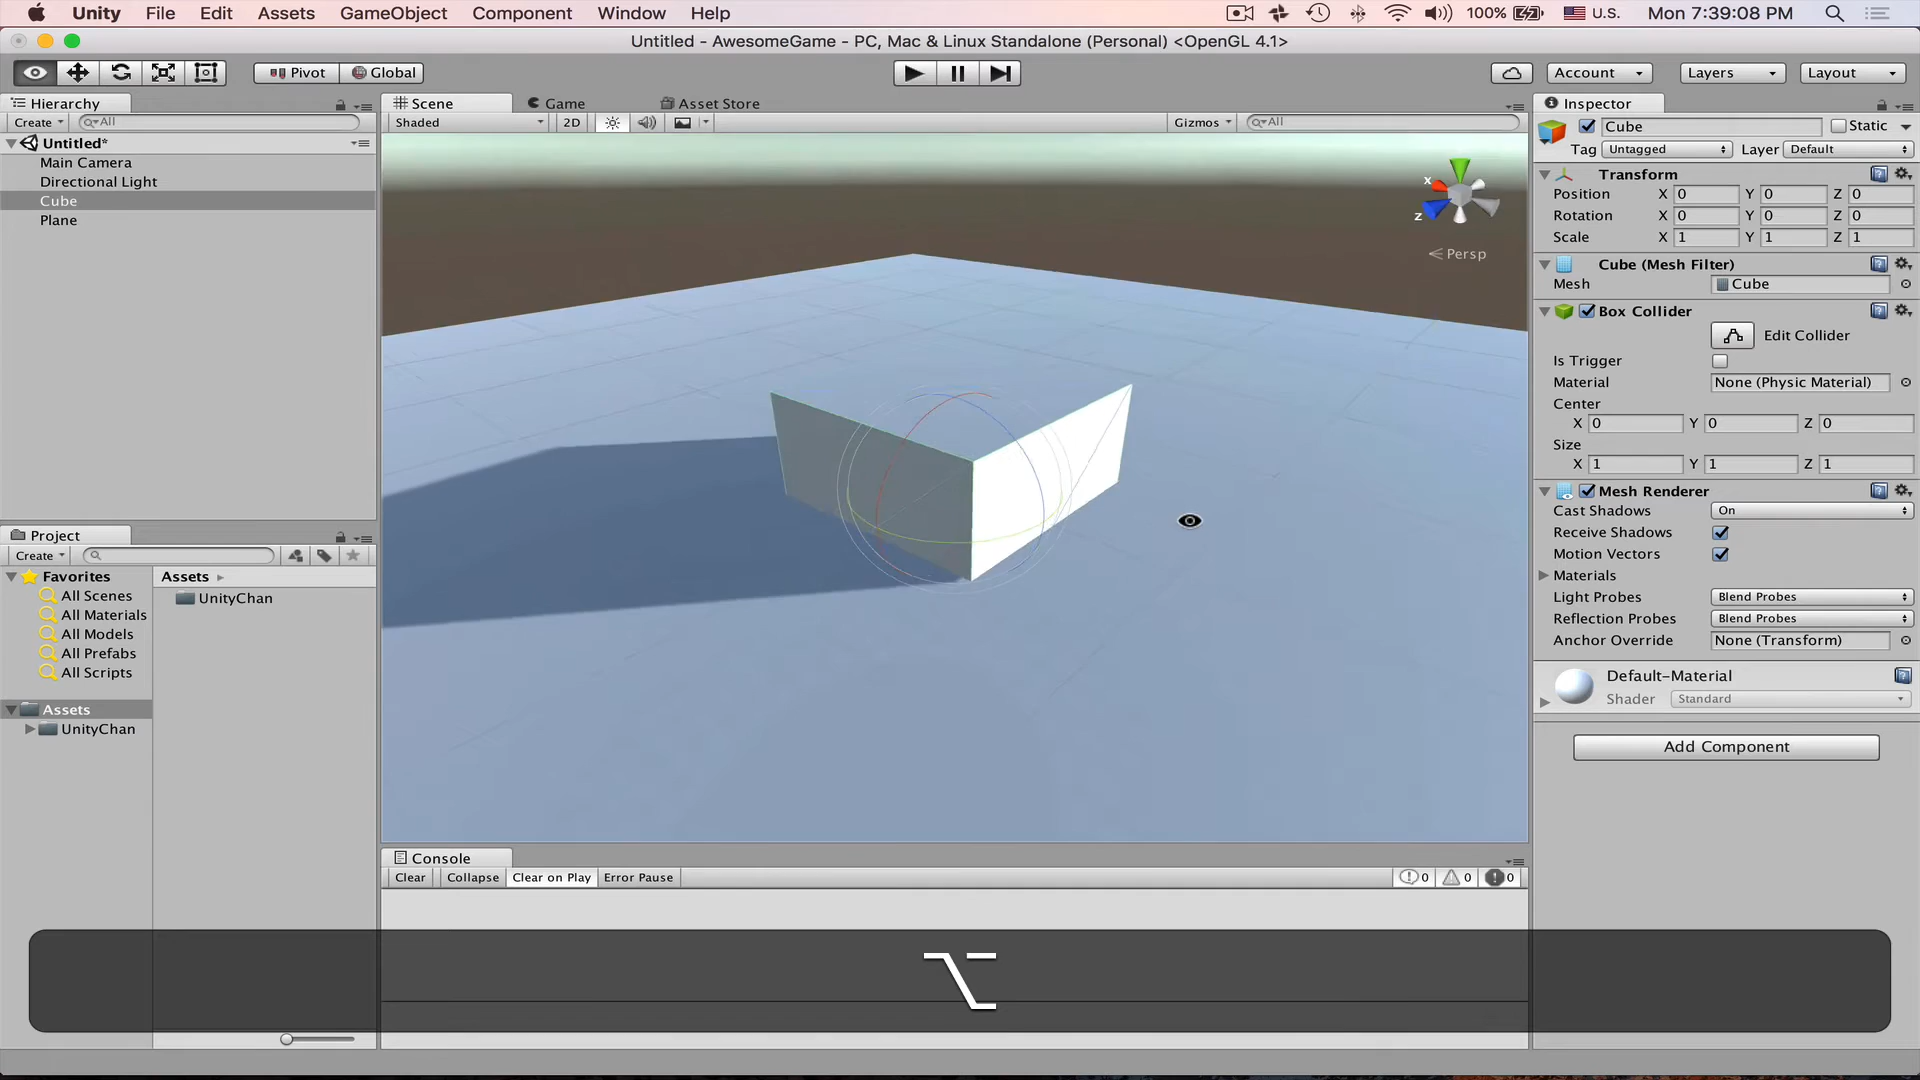 Unity File Edit Assets GameObject Component Window Help 100% U.S. Mon 7:39:08 PM
Untitled - AwesomeGame - PC, Mac & Linux Standalone (Personal) <OpenGL 4.1>
Pivot Global Account Layers Layout
Hierarchy
Create All
Untitled*
Main Camera
Directional Light
Cube
Plane
Scene Game Asset Store
Shaded 2D Gizmos All
x
z
Persp
Project
Create
Favorites
All Scenes
All Materials
All Models
All Prefabs
All Scripts
Assets
UnityChan
Assets
UnityChan
Console
Clear Collapse Clear on Play Error Pause 0 0 0
⌥
Inspector
Cube Static
Tag Untagged Layer Default
Transform
Position X 0 Y 0 Z 0
Rotation X 0 Y 0 Z 0
Scale X 1 Y 1 Z 1
Cube (Mesh Filter)
Mesh Cube
Box Collider
Edit Collider
Is Trigger
Material None (Physic Material)
Center
X 0 Y 0 Z 0
Size
X 1 Y 1 Z 1
Mesh Renderer
Cast Shadows On
Receive Shadows
Motion Vectors
Materials
Light Probes Blend Probes
Reflection Probes Blend Probes
Anchor Override None (Transform)
Default-Material
Shader Standard
Add Component